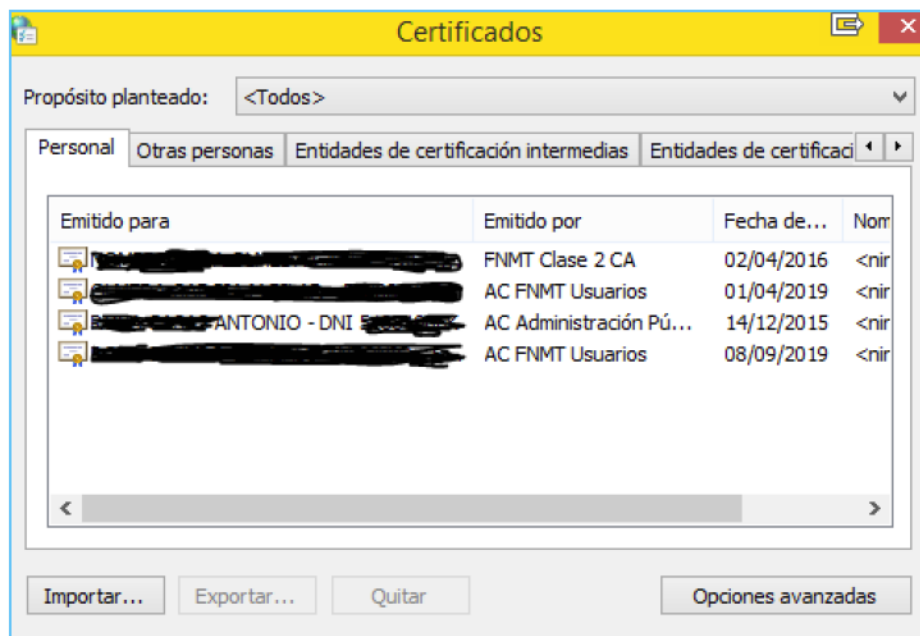 Certificados
Propósito planteado: <Todos>
Personal Otras personas Entidades de certificación intermedias Entidades de certificaci
Emitido para Emitido por Fecha de... Nom
FNMT Clase 2 CA 02/04/2016 <nir
AC FNMT Usuarios 01/04/2019 <nir
ANTONIO - DNI AC Administración Pú... 14/12/2015 <nir
AC FNMT Usuarios 08/09/2019 <nir
Importar... Exportar... Quitar Opciones avanzadas